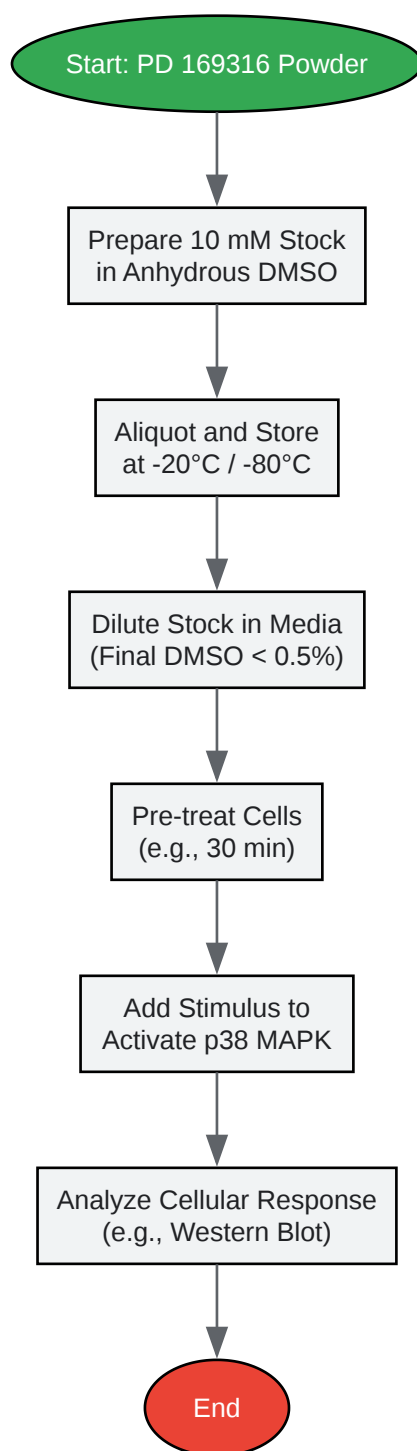 Start: PD 169316 Powder
Prepare 10 mM Stock
in Anhydrous DMSO
Aliquot and Store
at -20°C / -80°C
Dilute Stock in Media
(Final DMSO < 0.5%)
Pre-treat Cells
(e.g., 30 min)
Add Stimulus to
Activate p38 MAPK
Analyze Cellular Response
(e.g., Western Blot)
End